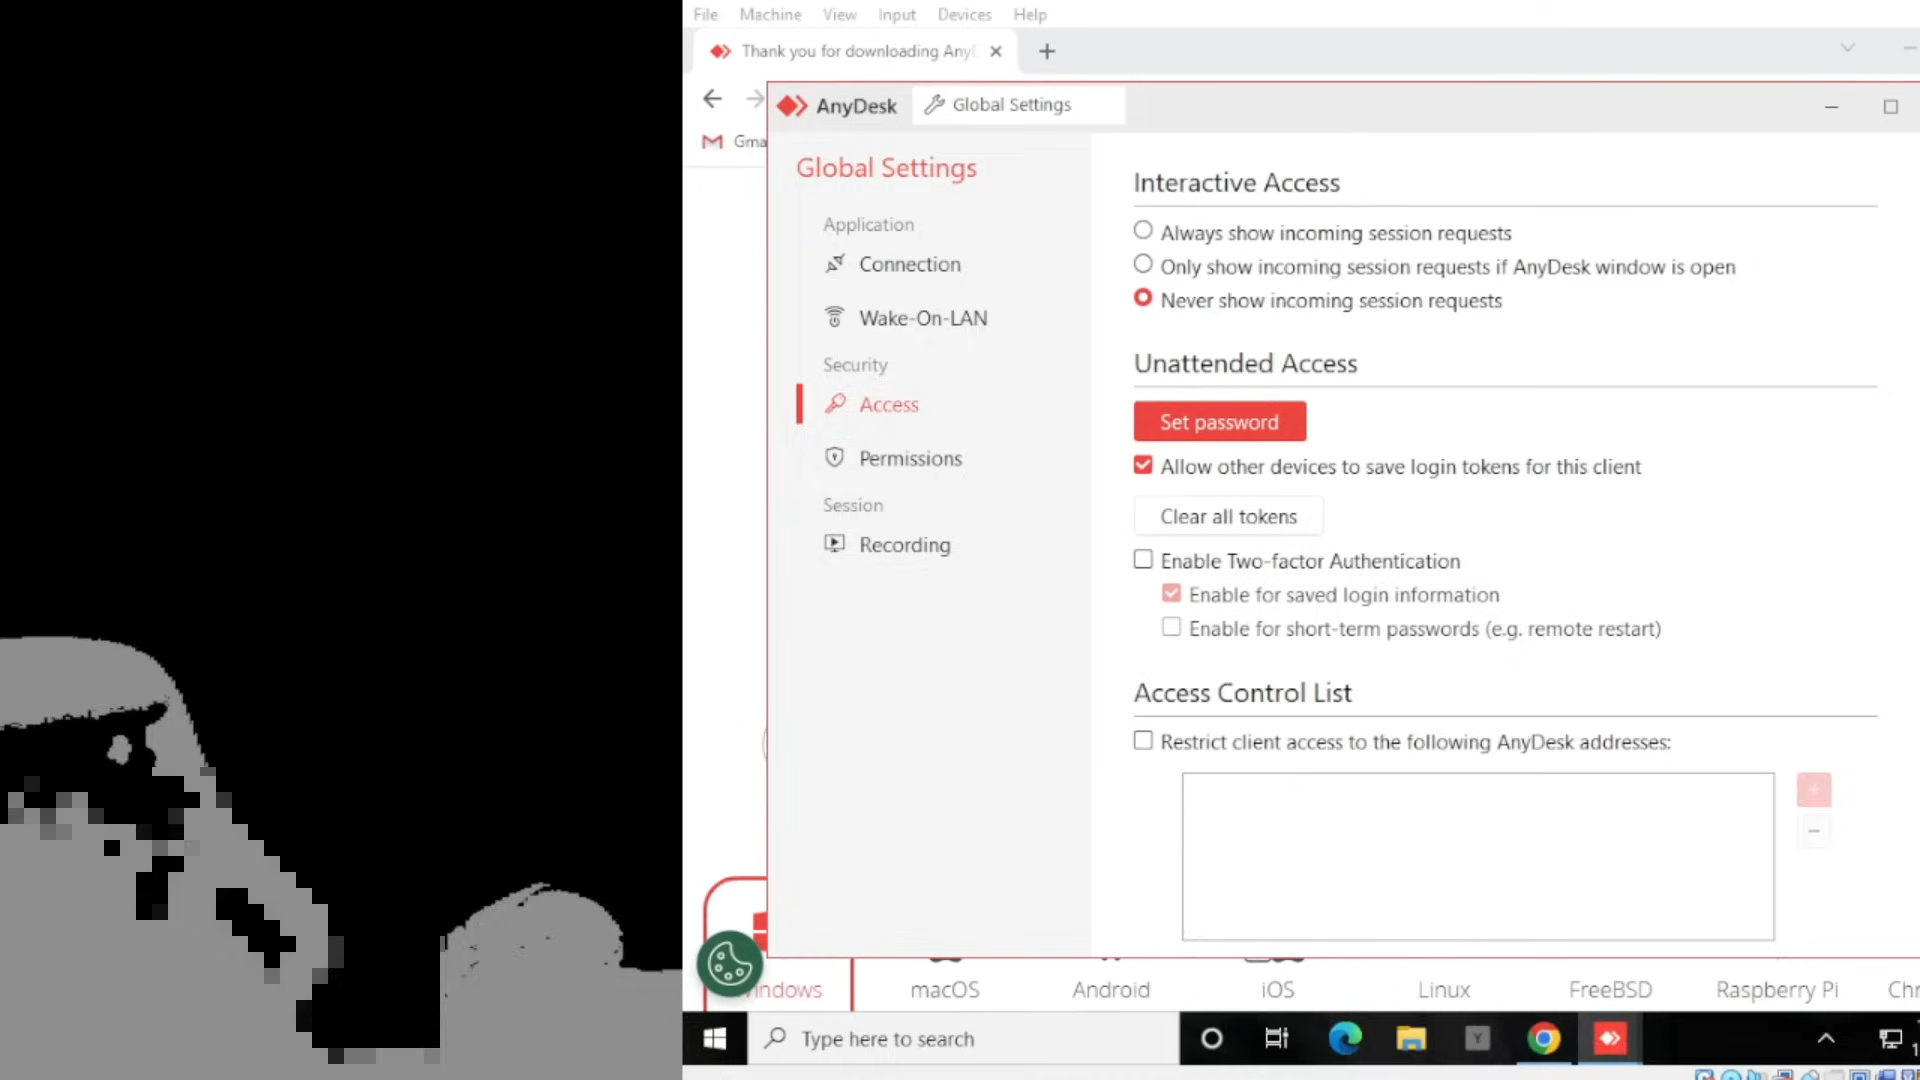 File Machine View Input Devices Help
Thank you for downloading Any
AnyDesk Global Settings
Gma
Global Settings
Application
Connection
Wake-On-LAN
Security
Access
Permissions
Session
Recording
Interactive Access
Always show incoming session requests
Only show incoming session requests if AnyDesk window is open
Never show incoming session requests
Unattended Access
Set password
Allow other devices to save login tokens for this client
Clear all tokens
Enable Two-factor Authentication
Enable for saved login information
Enable for short-term passwords (e.g. remote restart)
Access Control List
Restrict client access to the following AnyDesk addresses:
indows macOS Android iOS Linux FreeBSD Raspberry Pi Chr
Type here to search